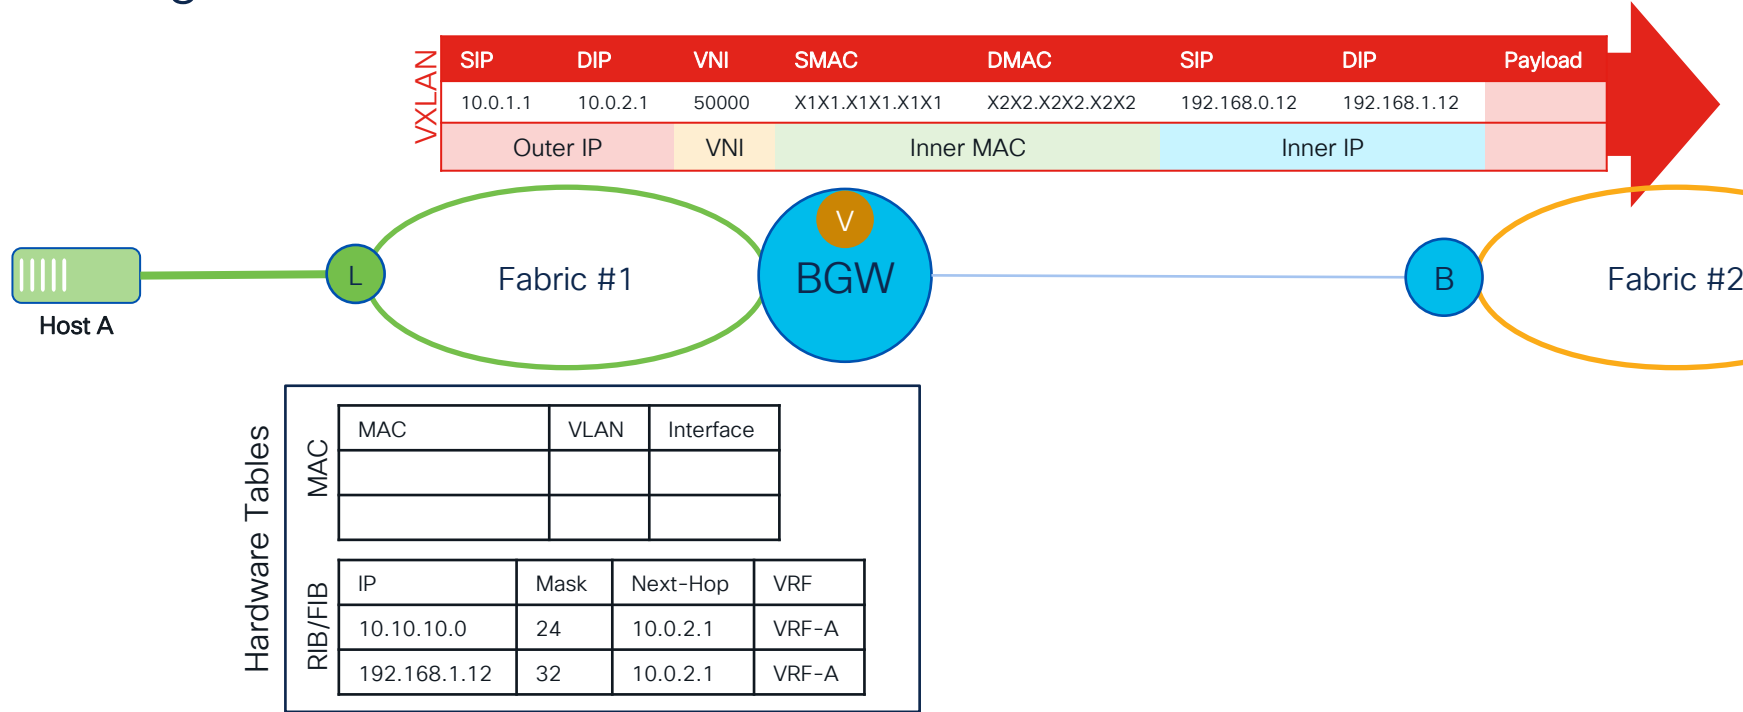 VXLAN
SIP DIP VNI SMAC DMAC SIP DIP Payload
10.0.1.1 10.0.2.1 50000 X1X1.X1X1.X1X1 X2X2.X2X2.X2X2 192.168.0.12 192.168.1.12
Outer IP VNI Inner MAC Inner IP
V
L Fabric #1 BGW B Fabric #2
Host A
Hardware Tables
MAC
MAC VLAN Interface
RIB/FIB
IP Mask Next-Hop VRF
10.10.10.0 24 10.0.2.1 VRF-A
192.168.1.12 32 10.0.2.1 VRF-A